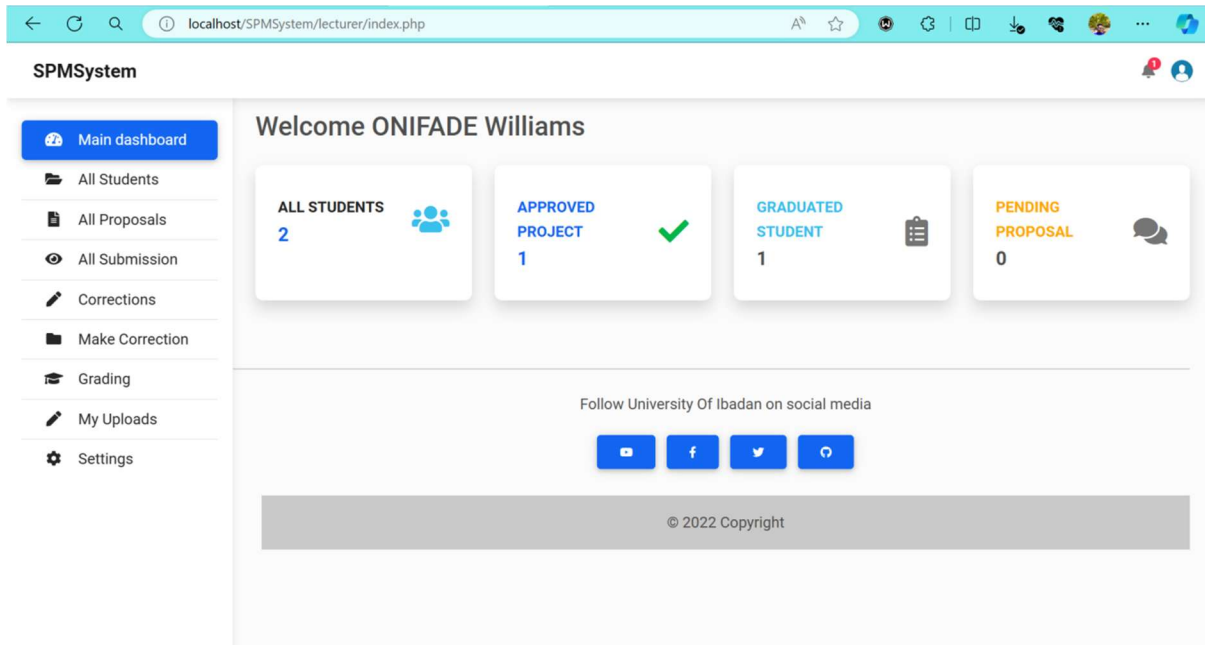 localhost/SPMSystem/lecturer/index.php
SPMSystem
1
Main dashboard
All Students
All Proposals
All Submission
Corrections
Make Correction
Grading
My Uploads
Settings
Welcome ONIFADE Williams
ALL STUDENTS
2
APPROVED
PROJECT
1
GRADUATED
STUDENT
1
PENDING
PROPOSAL
0
Follow University Of Ibadan on social media
© 2022 Copyright